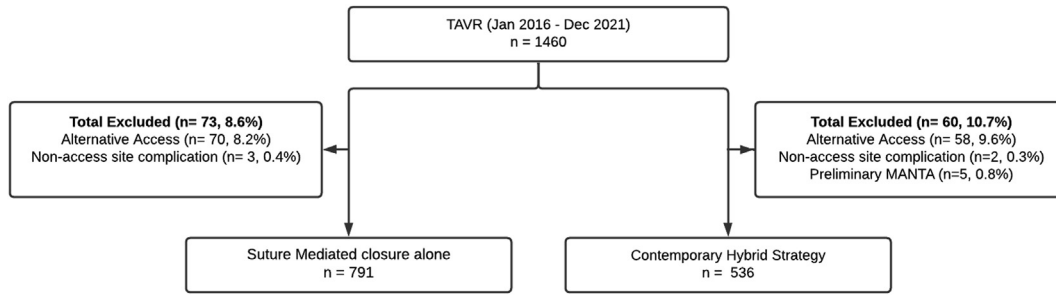 TAVR (Jan 2016 - Dec 2021)
n = 1460
Total Excluded (n= 73, 8.6%)
Alternative Access (n= 70, 8.2%)
Non-access site complication (n= 3, 0.4%)
Total Excluded (n= 60, 10.7%)
Alternative Access (n= 58, 9.6%)
Non-access site complication (n=2, 0.3%)
Preliminary MANTA (n=5, 0.8%)
Suture Mediated closure alone
n = 791
Contemporary Hybrid Strategy
n = 536